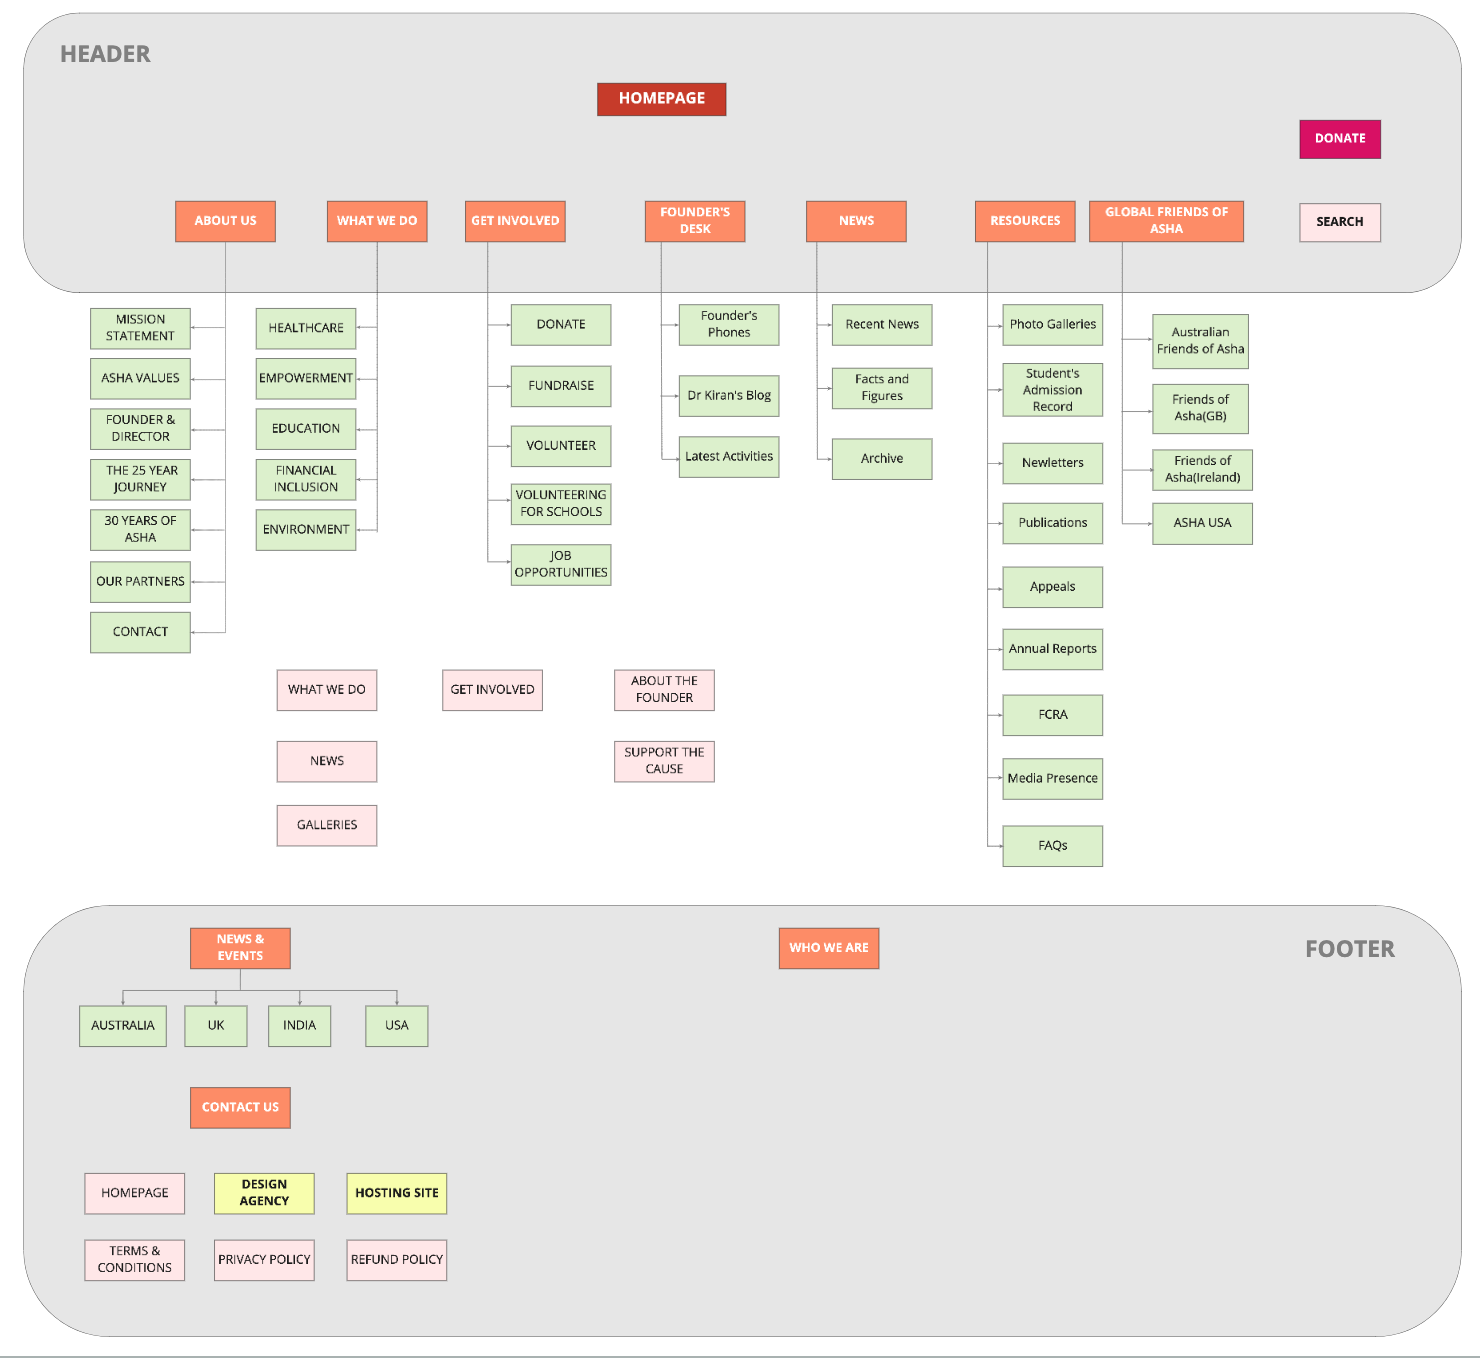 HEADER
HOMEPAGE
DONATE
ABOUT US
WHAT WE DO
GET INVOLVED
FOUNDER'S
DESK
NEWS
RESOURCES
GLOBAL FRIENDS OF
ASHA
SEARCH
MISSION
STATEMENT
ASHA VALUES
FOUNDER &
DIRECTOR
THE 25 YEAR
JOURNEY
30 YEARS OF
ASHA
OUR PARTNERS
CONTACT
HEALTHCARE
EMPOWERMENT
EDUCATION
FINANCIAL
INCLUSION
ENVIRONMENT
DONATE
FUNDRAISE
VOLUNTEER
VOLUNTEERING
FOR SCHOOLS
JOB
OPPORTUNITIES
Founder's
Phones
Dr Kiran's Blog
Latest Activities
Recent News
Facts and
Figures
Archive
Photo Galleries
Student's
Admission
Record
Newletters
Publications
Appeals
Annual Reports
FCRA
Media Presence
FAQs
Australian
Friends of Asha
Friends of
Asha(GB)
Friends of
Asha(Ireland)
ASHA USA
WHAT WE DO
GET INVOLVED
ABOUT THE
FOUNDER
NEWS
SUPPORT THE
CAUSE
GALLERIES
FOOTER
NEWS &
EVENTS
WHO WE ARE
AUSTRALIA
UK
INDIA
USA
CONTACT US
HOMEPAGE
DESIGN
AGENCY
HOSTING SITE
TERMS &
CONDITIONS
PRIVACY POLICY
REFUND POLICY